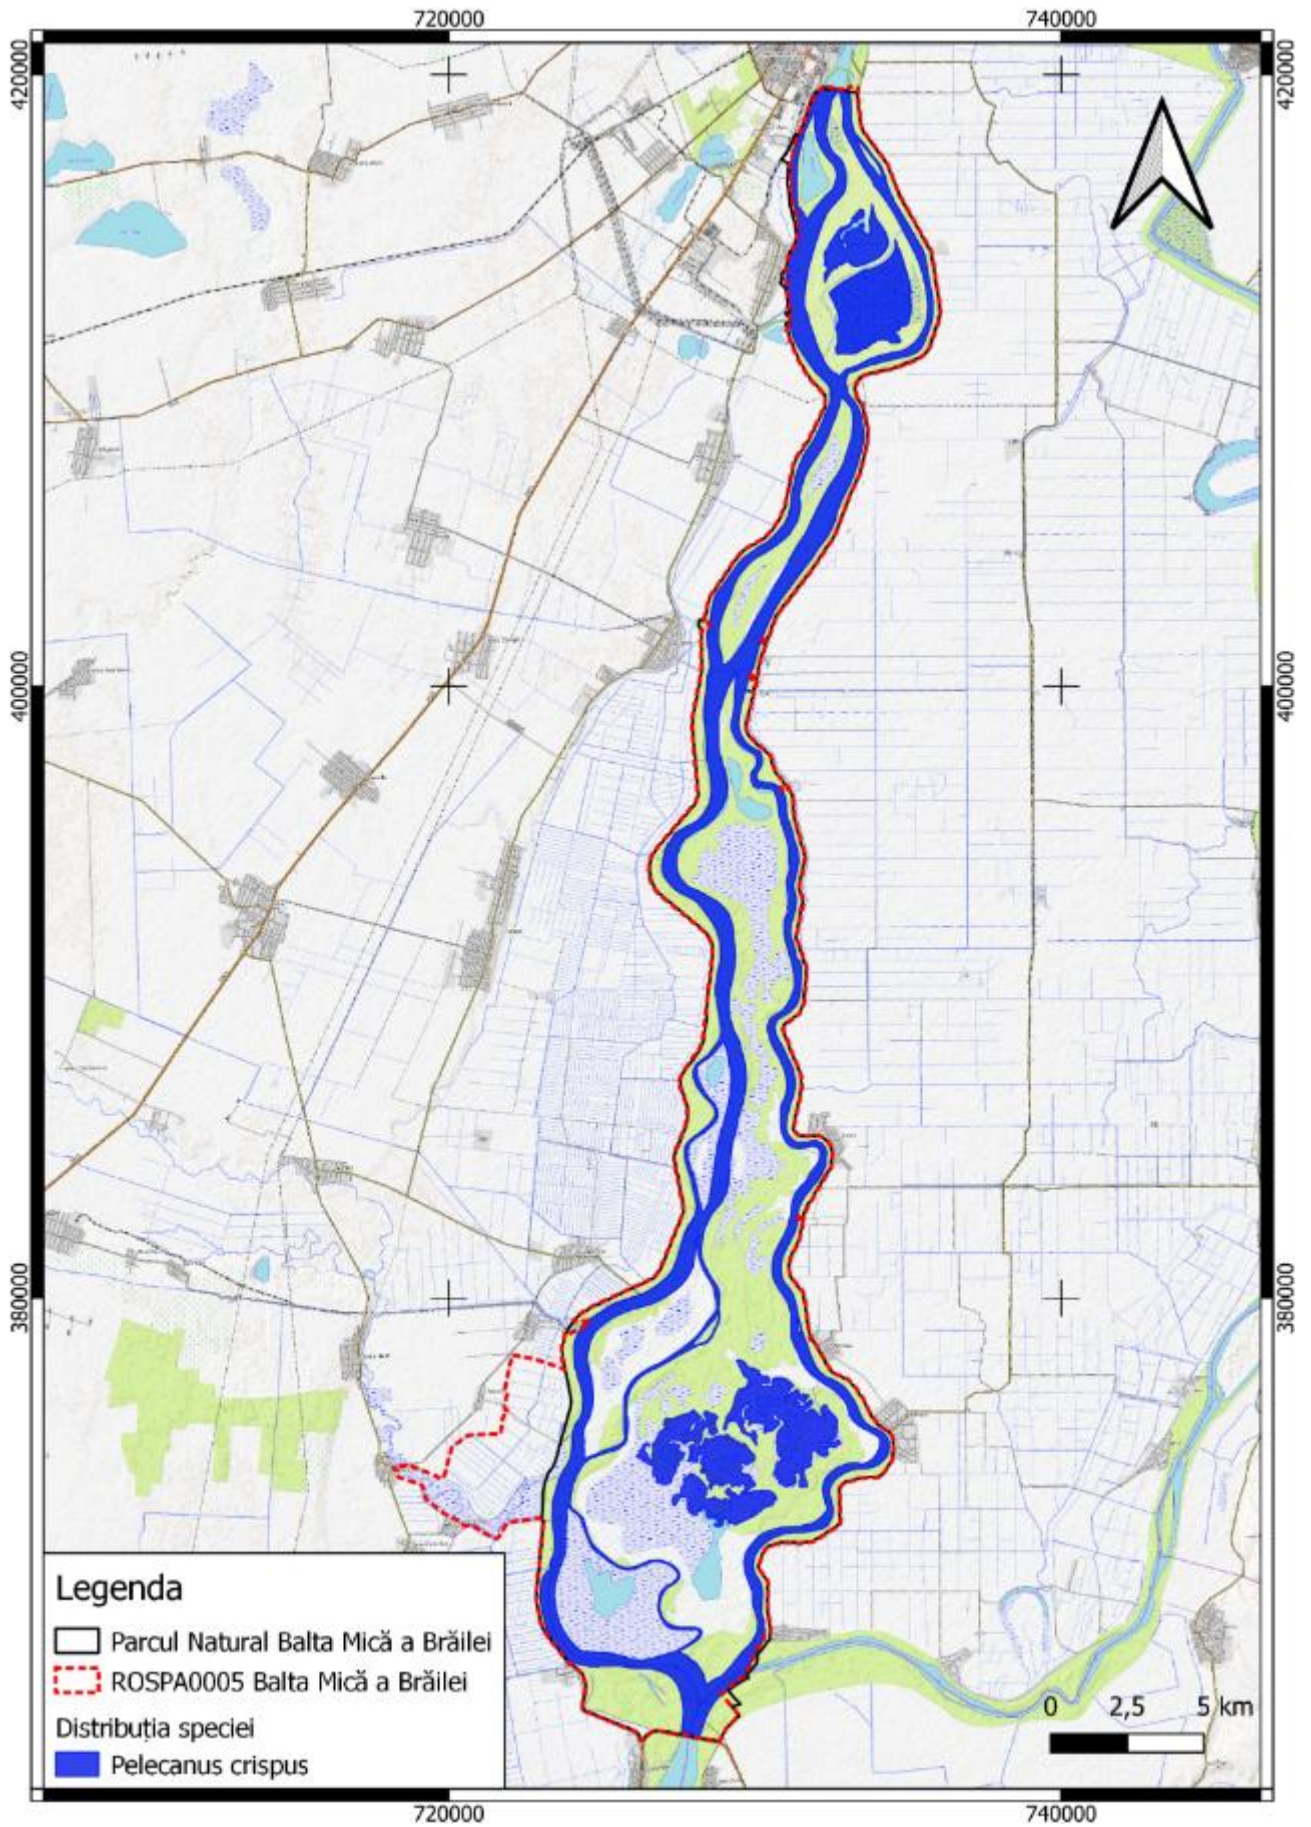 720000 740000
420000 420000
400000 400000
380000 380000
Legenda
Parcul Natural Balta Mică a Brăilei
ROSPA0005 Balta Mică a Brăilei
Distribuția speciei
Pelecanus crispus
0 2,5 5 km
720000 740000